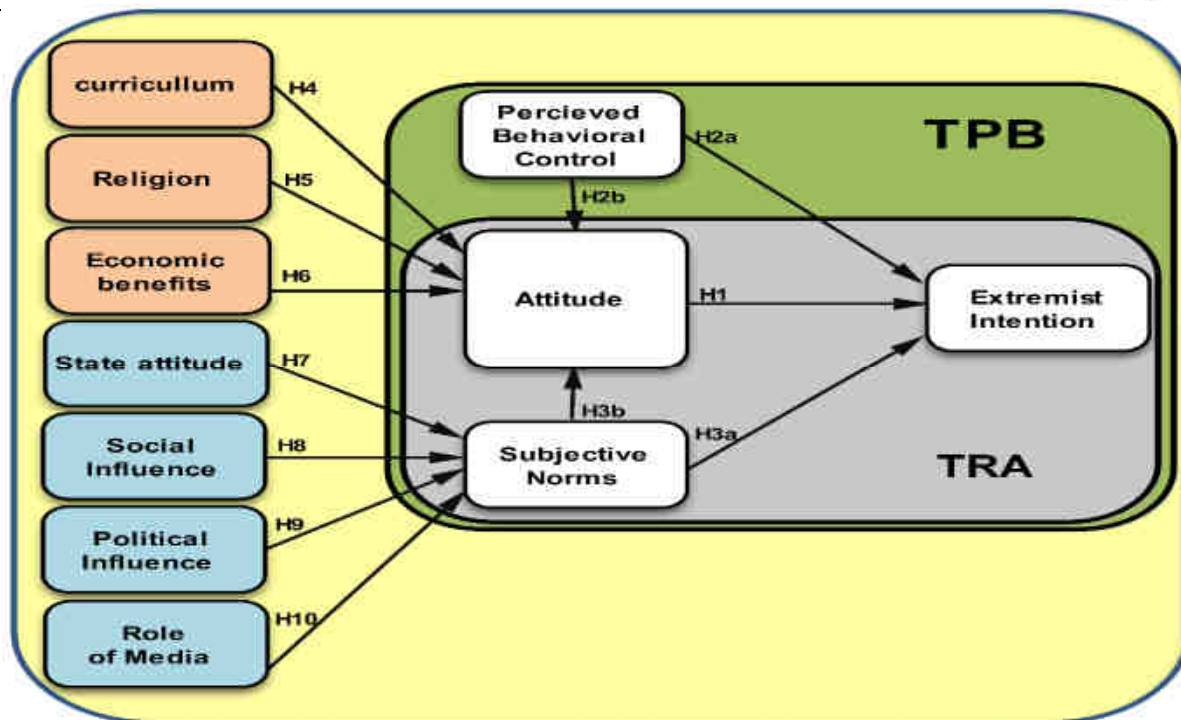 curricullum
H4
Religion
H5
Economic
benefits
H6
State attitude
H7
Social
Influence
H8
Political
Influence
H9
Role
of Media
H10
Percieved
Behavioral
Control
H2a
H2b
TPB
Attitude
H1
Extremist
Intention
H3b
H3a
Subjective
Norms
TRA